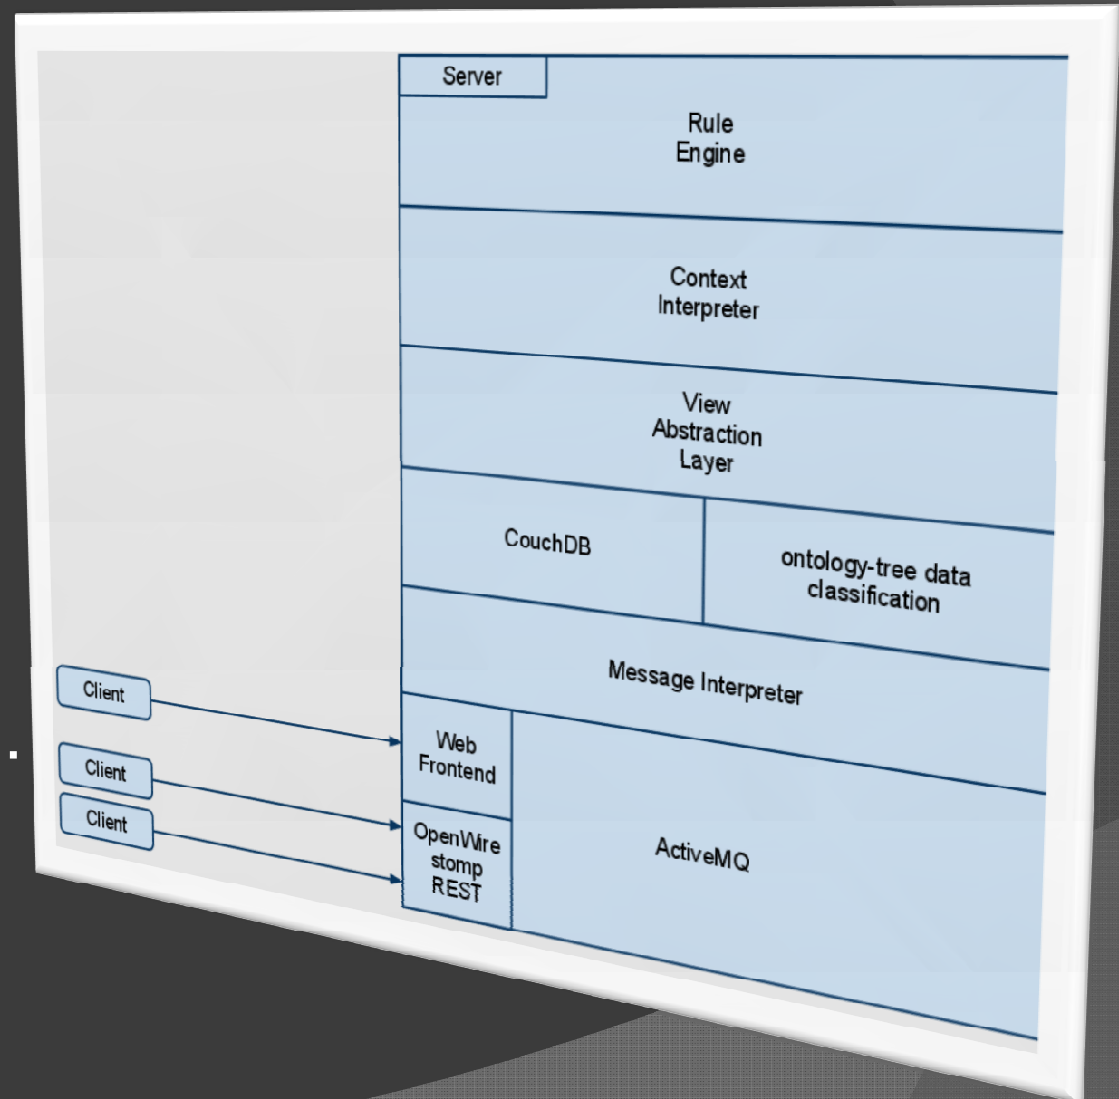 Server
Rule
Engine
Context
Interpreter
View
Abstraction
Layer
CouchDB
ontology-tree data
classification
Message Interpreter
Client
Client
Client
Web
Frontend
OpenWire
stomp
REST
ActiveMQ